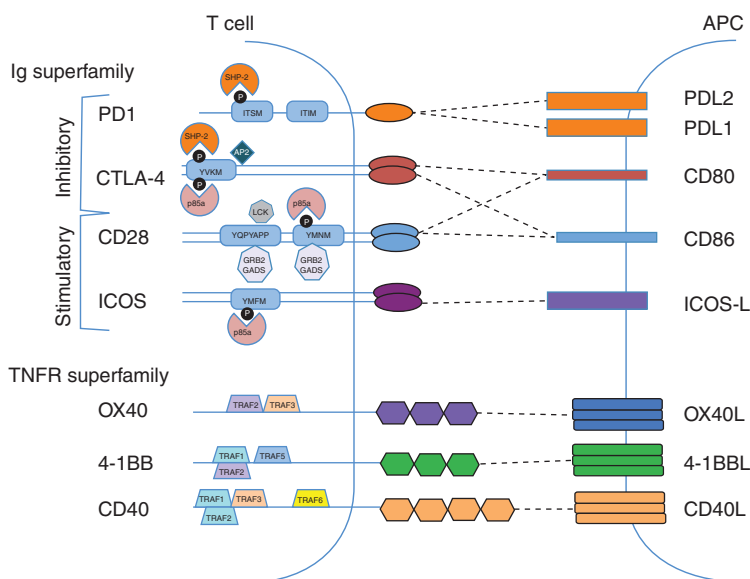 T cell APC
Ig superfamily
Inhibitory
Stimulatory
SHP-2
P
PD1 ITSM ITIM PDL2
PDL1
SHP-2
P AP2
CTLA-4 YVKM CD80
P
p85a
LCK p85a
P
CD28 YQPYAPP YMNM CD86
GRB2 GRB2
GADS GADS
ICOS YMFM ICOS-L
P
p85a
TNFR superfamily
OX40 TRAF2 TRAF3 OX40L
4-1BB TRAF1 TRAF5 4-1BBL
TRAF2
CD40 TRAF1 TRAF3 TRAF6 CD40L
TRAF2